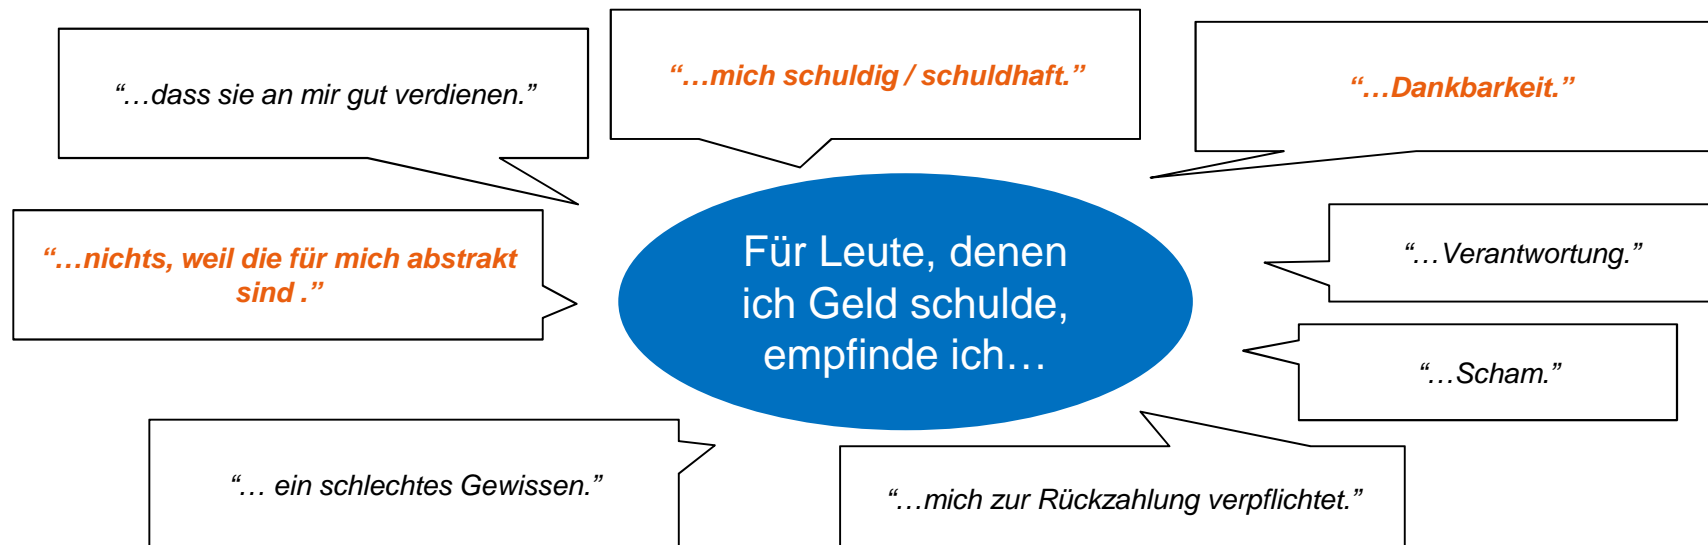 “…dass sie an mir gut verdienen.”
“…mich schuldig / schuldhaft.”
“…Dankbarkeit.”
“…nichts, weil die für mich abstrakt
sind .”
Für Leute, denen
ich Geld schulde,
empfinde ich…
“…Verantwortung.”
“…Scham.”
“… ein schlechtes Gewissen.”
“…mich zur Rückzahlung verpflichtet.”